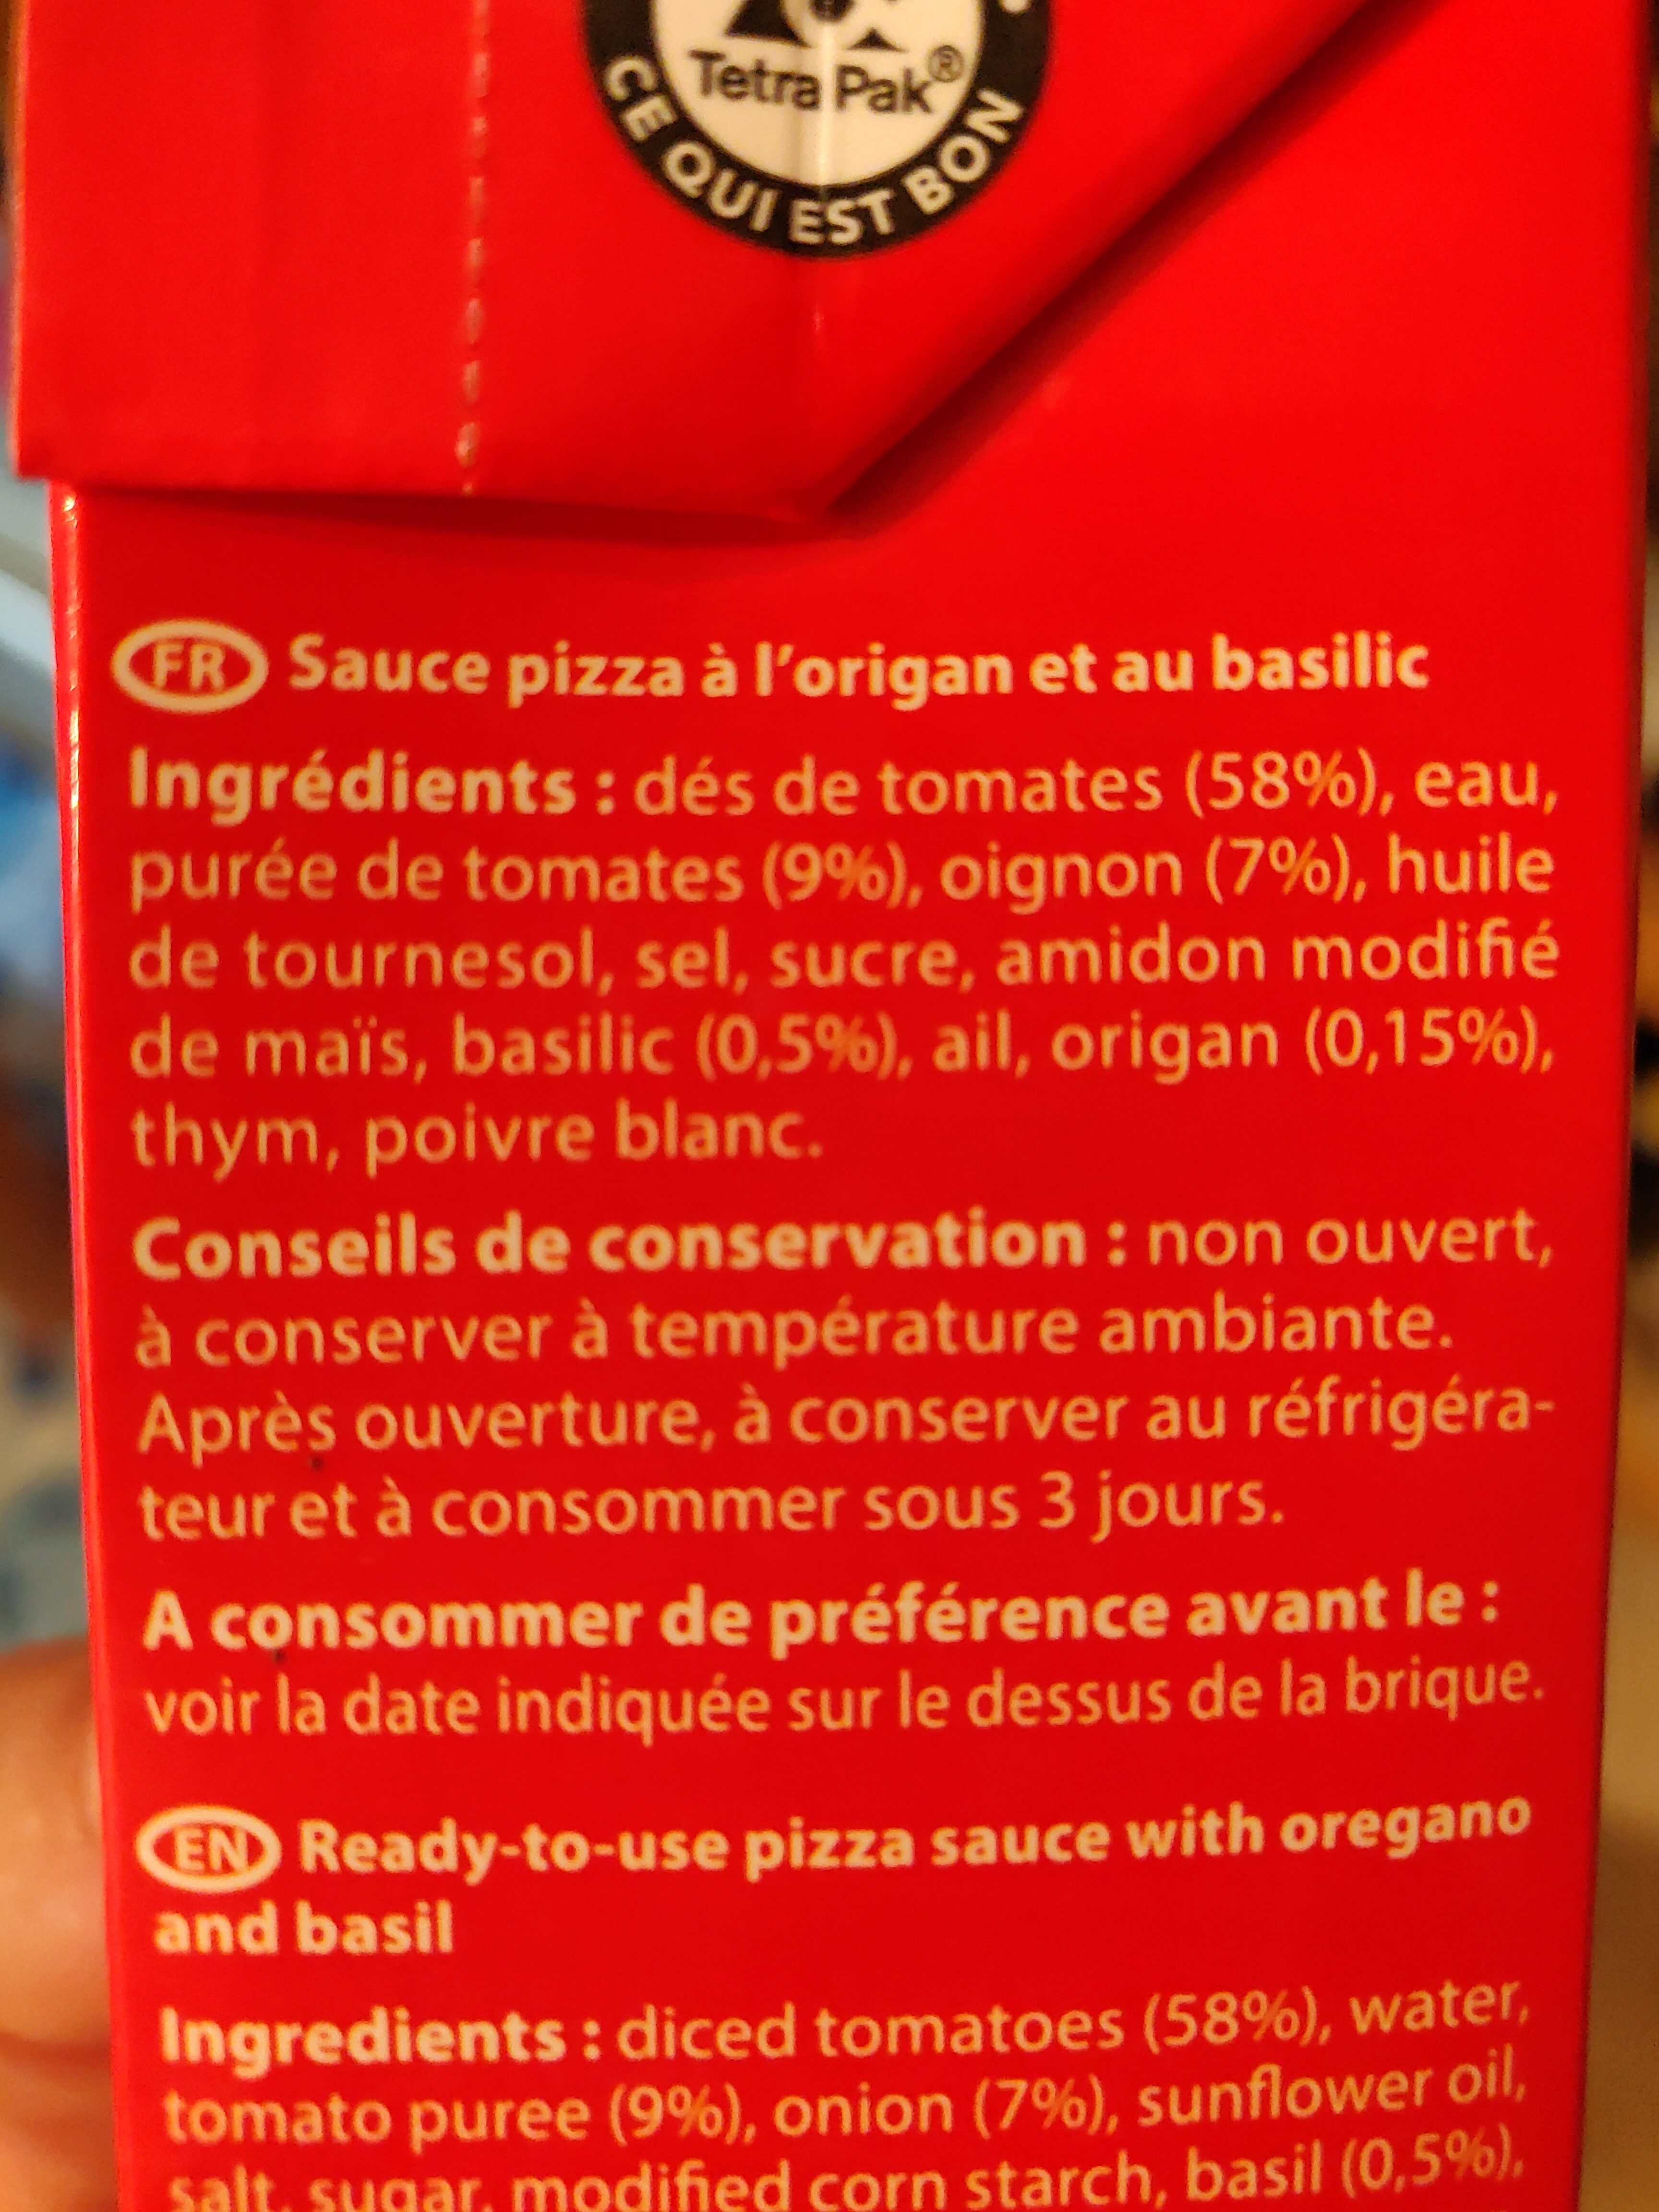 Tetra Pak®
CE QUI EST BON
FR Sauce pizza à l'origan et au basilic
Ingrédients : dés de tomates (58%), eau,
purée de tomates (9%), oignon (7%), huile
de tournesol, sel, sucre, amidon modifié
de maïs, basilic (0,5%), ail, origan (0,15%),
thym, poivre blanc.
Conseils de conservation : non ouvert,
à conserver à température ambiante.
Après ouverture, à conserver au réfrigéra-
teur et à consommer sous 3 jours.
A consommer de préférence avant le :
voir la date indiquée sur le dessus de la brique.
EN Ready-to-use pizza sauce with oregano
and basil
Ingredients : diced tomatoes (58%), water,
tomato puree (9%), onion (7%), sunflower oil,
salt, sugar, modified corn starch, basil (0,5%),